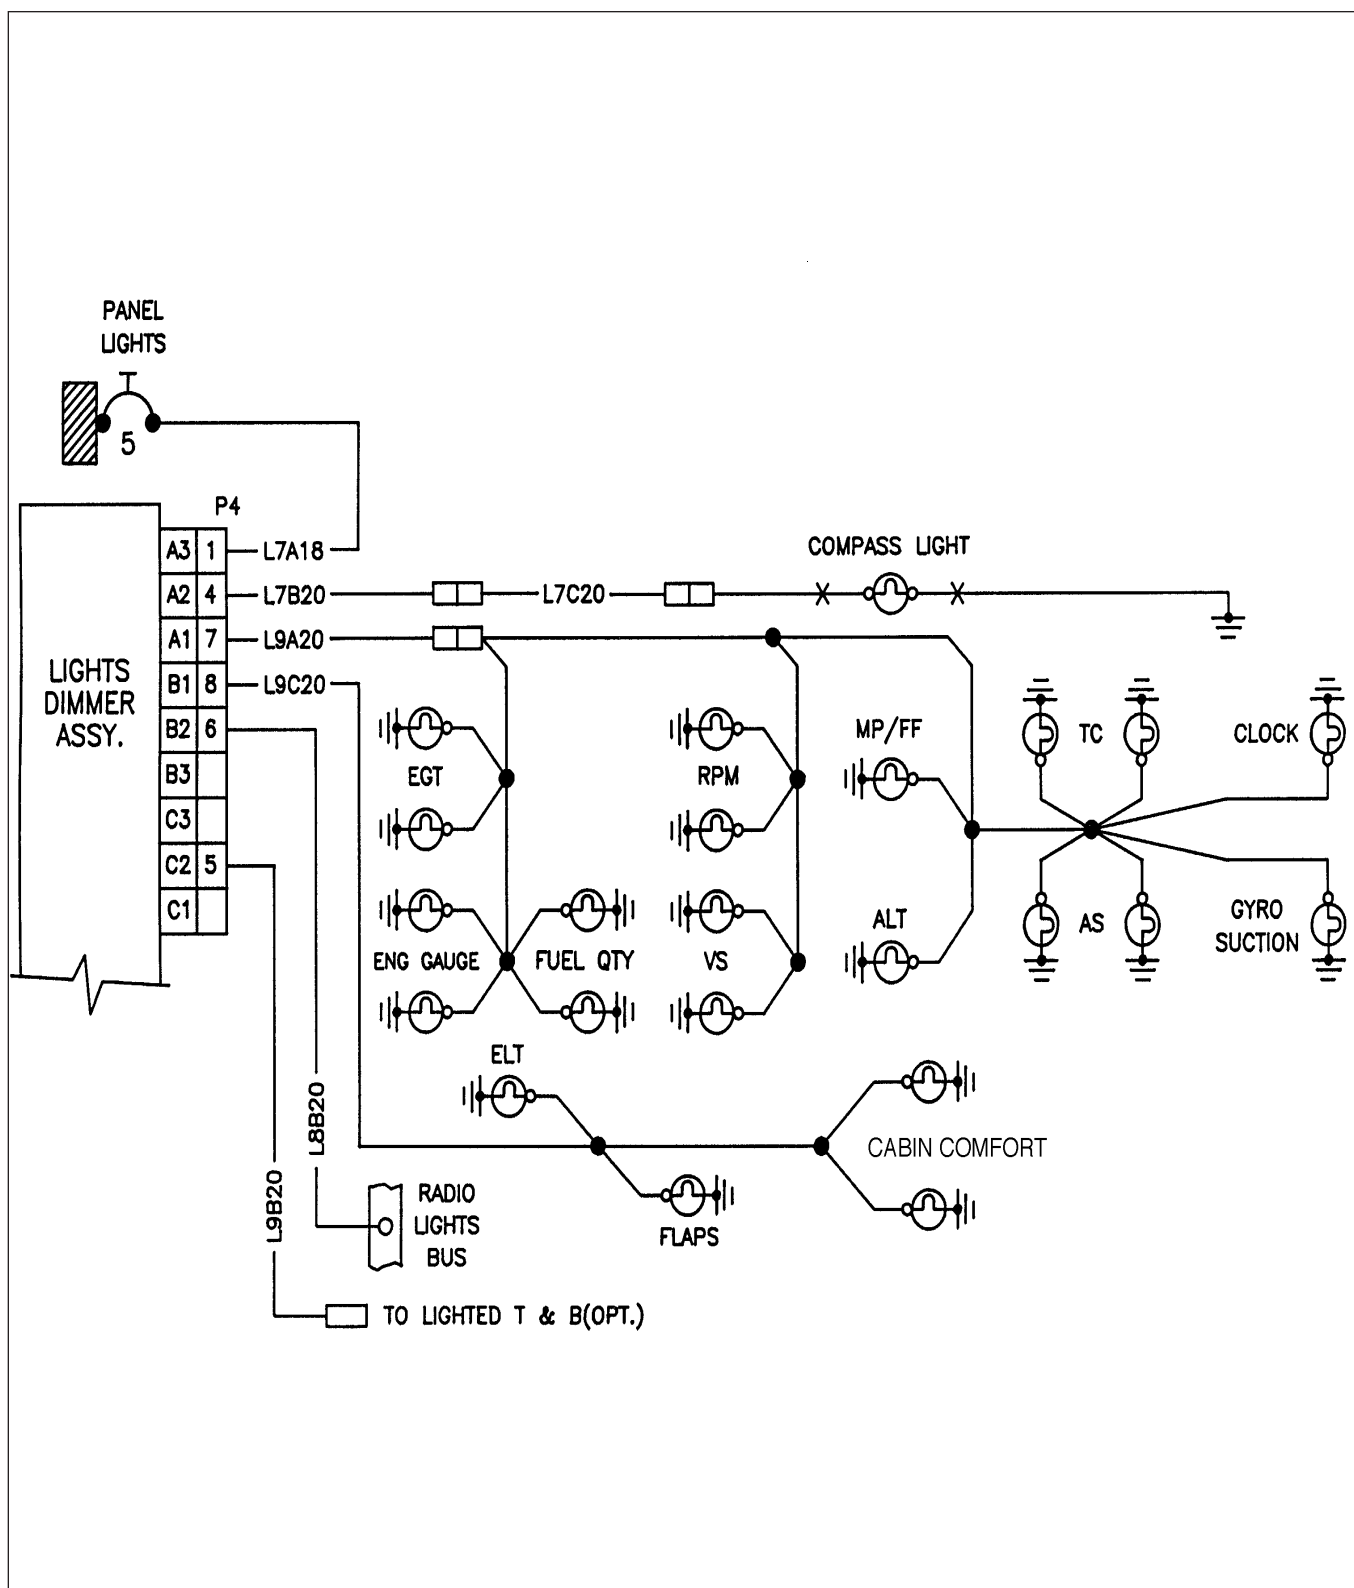 PANEL
LIGHTS
5
P4
A3 1 L7A18
COMPASS LIGHT
A2 4 L7B20 L7C20
A1 7 L9A20
LIGHTS
DIMMER
ASSY.
B1 8 L9C20
B2 6
B3
C3
C2 5
C1
EGT
RPM
MP/FF
TC
CLOCK
ENG GAUGE
FUEL QTY
VS
ALT
AS
GYRO
SUCTION
ELT
L8B20
CABIN COMFORT
FLAPS
L9B20
RADIO
LIGHTS
BUS
TO LIGHTED T & B(OPT.)